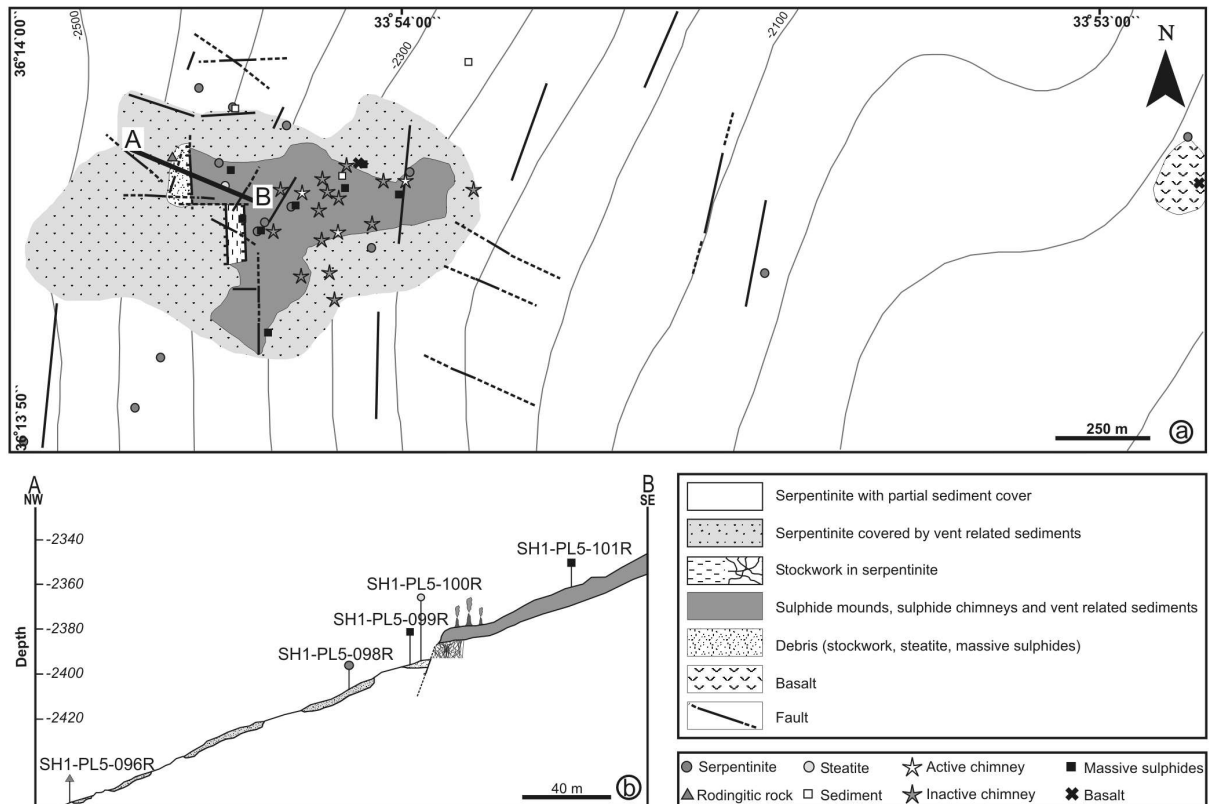 33°54`00``
33°53`00``
36°14`00``
36°13`50``
-2500
-2300
-2100
N
A
B
250 m
a
A
NW
B
SE
-2340
-2360
-2380
-2400
-2420
Depth
SH1-PL5-101R
SH1-PL5-100R
SH1-PL5-099R
SH1-PL5-098R
SH1-PL5-096R
40 m
b
Serpentinite with partial sediment cover
Serpentinite covered by vent related sediments
Stockwork in serpentinite
Sulphide mounds, sulphide chimneys and vent related sediments
Debris (stockwork, steatite, massive sulphides)
Basalt
Fault
Serpentinite Steatite Active chimney Massive sulphides
Rodingitic rock Sediment Inactive chimney Basalt